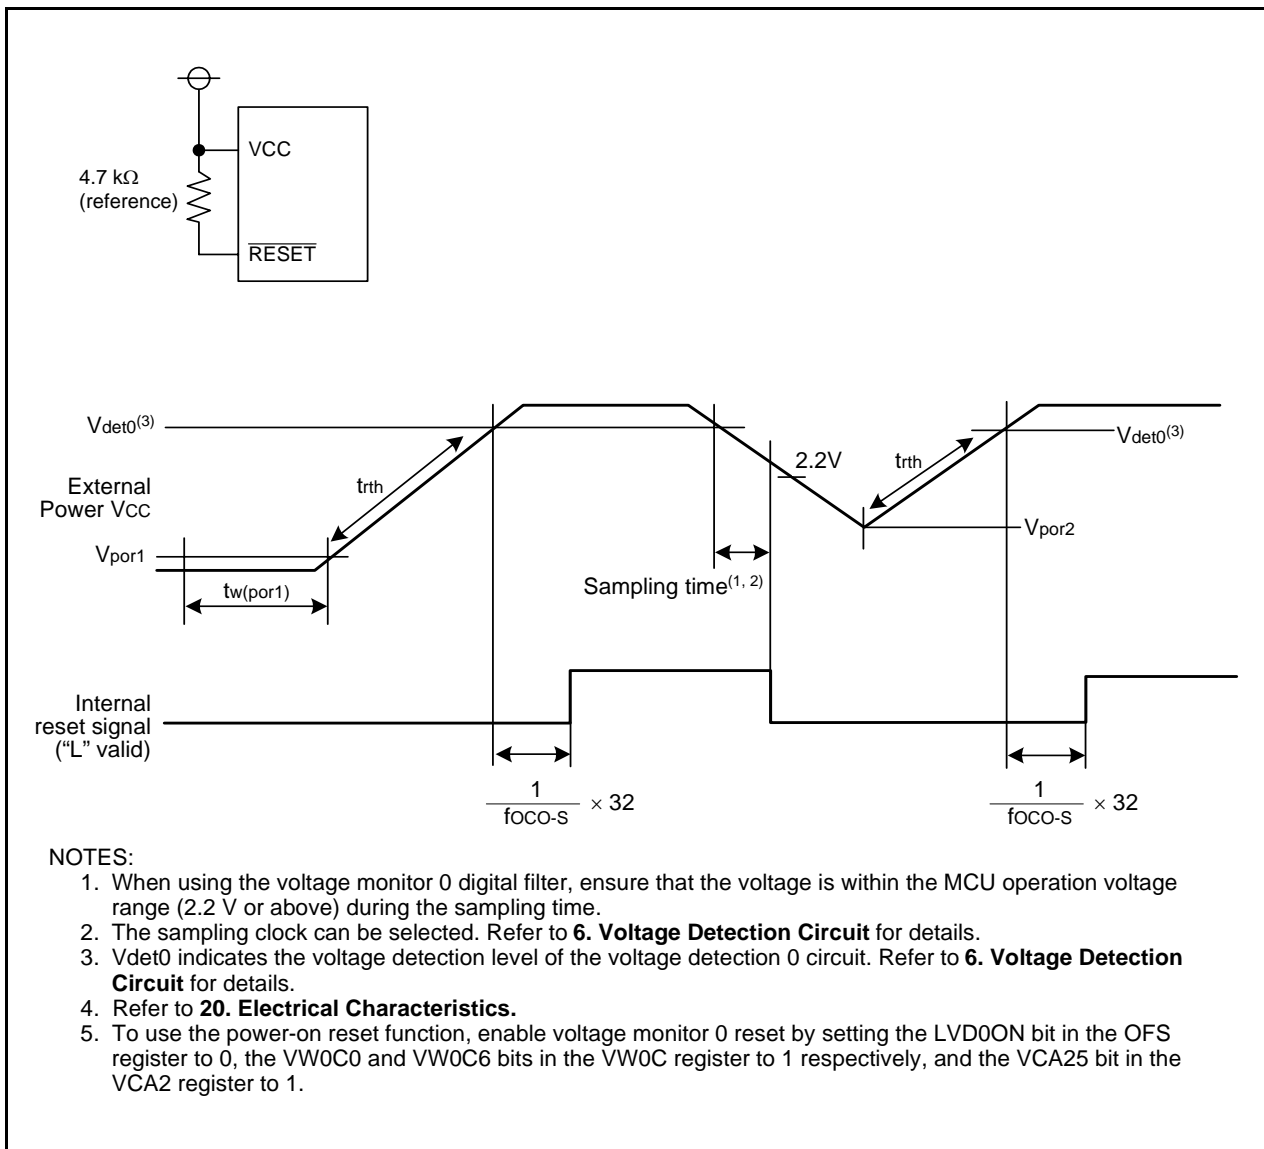 VCC
4.7 kΩ
(reference)
RESET
Vdet0(3)
2.2V
Vdet0(3)
trth
trth
External
Power VCC
Vpor2
Vpor1
Sampling time(1, 2)
tw(por1)
Internal
reset signal
(“L” valid)
1
fOCO-S
× 32
1
fOCO-S
× 32
NOTES:
1. When using the voltage monitor 0 digital filter, ensure that the voltage is within the MCU operation voltage
range (2.2 V or above) during the sampling time.
2. The sampling clock can be selected. Refer to 6. Voltage Detection Circuit for details.
3. Vdet0 indicates the voltage detection level of the voltage detection 0 circuit. Refer to 6. Voltage Detection
Circuit for details.
4. Refer to 20. Electrical Characteristics.
5. To use the power-on reset function, enable voltage monitor 0 reset by setting the LVD0ON bit in the OFS
register to 0, the VW0C0 and VW0C6 bits in the VW0C register to 1 respectively, and the VCA25 bit in the
VCA2 register to 1.